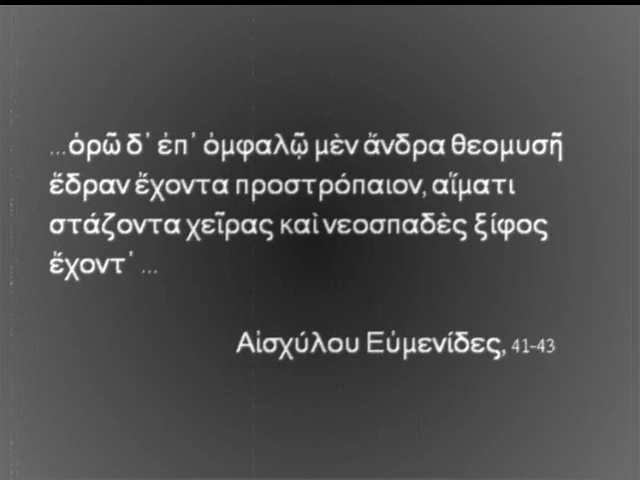 ...ὁρῶ δ᾽ ἐπ᾽ ὀμφαλῷ μὲν ἄνδρα θεομυσῆ
ἕδραν ἔχοντα προστρόπαιον, αἵματι
στάζοντα χεῖρας καὶ νεοσπαδὲς ξίφος
ἔχοντ᾽ ...
Αἰσχύλου Εὐμενίδες, 41-43